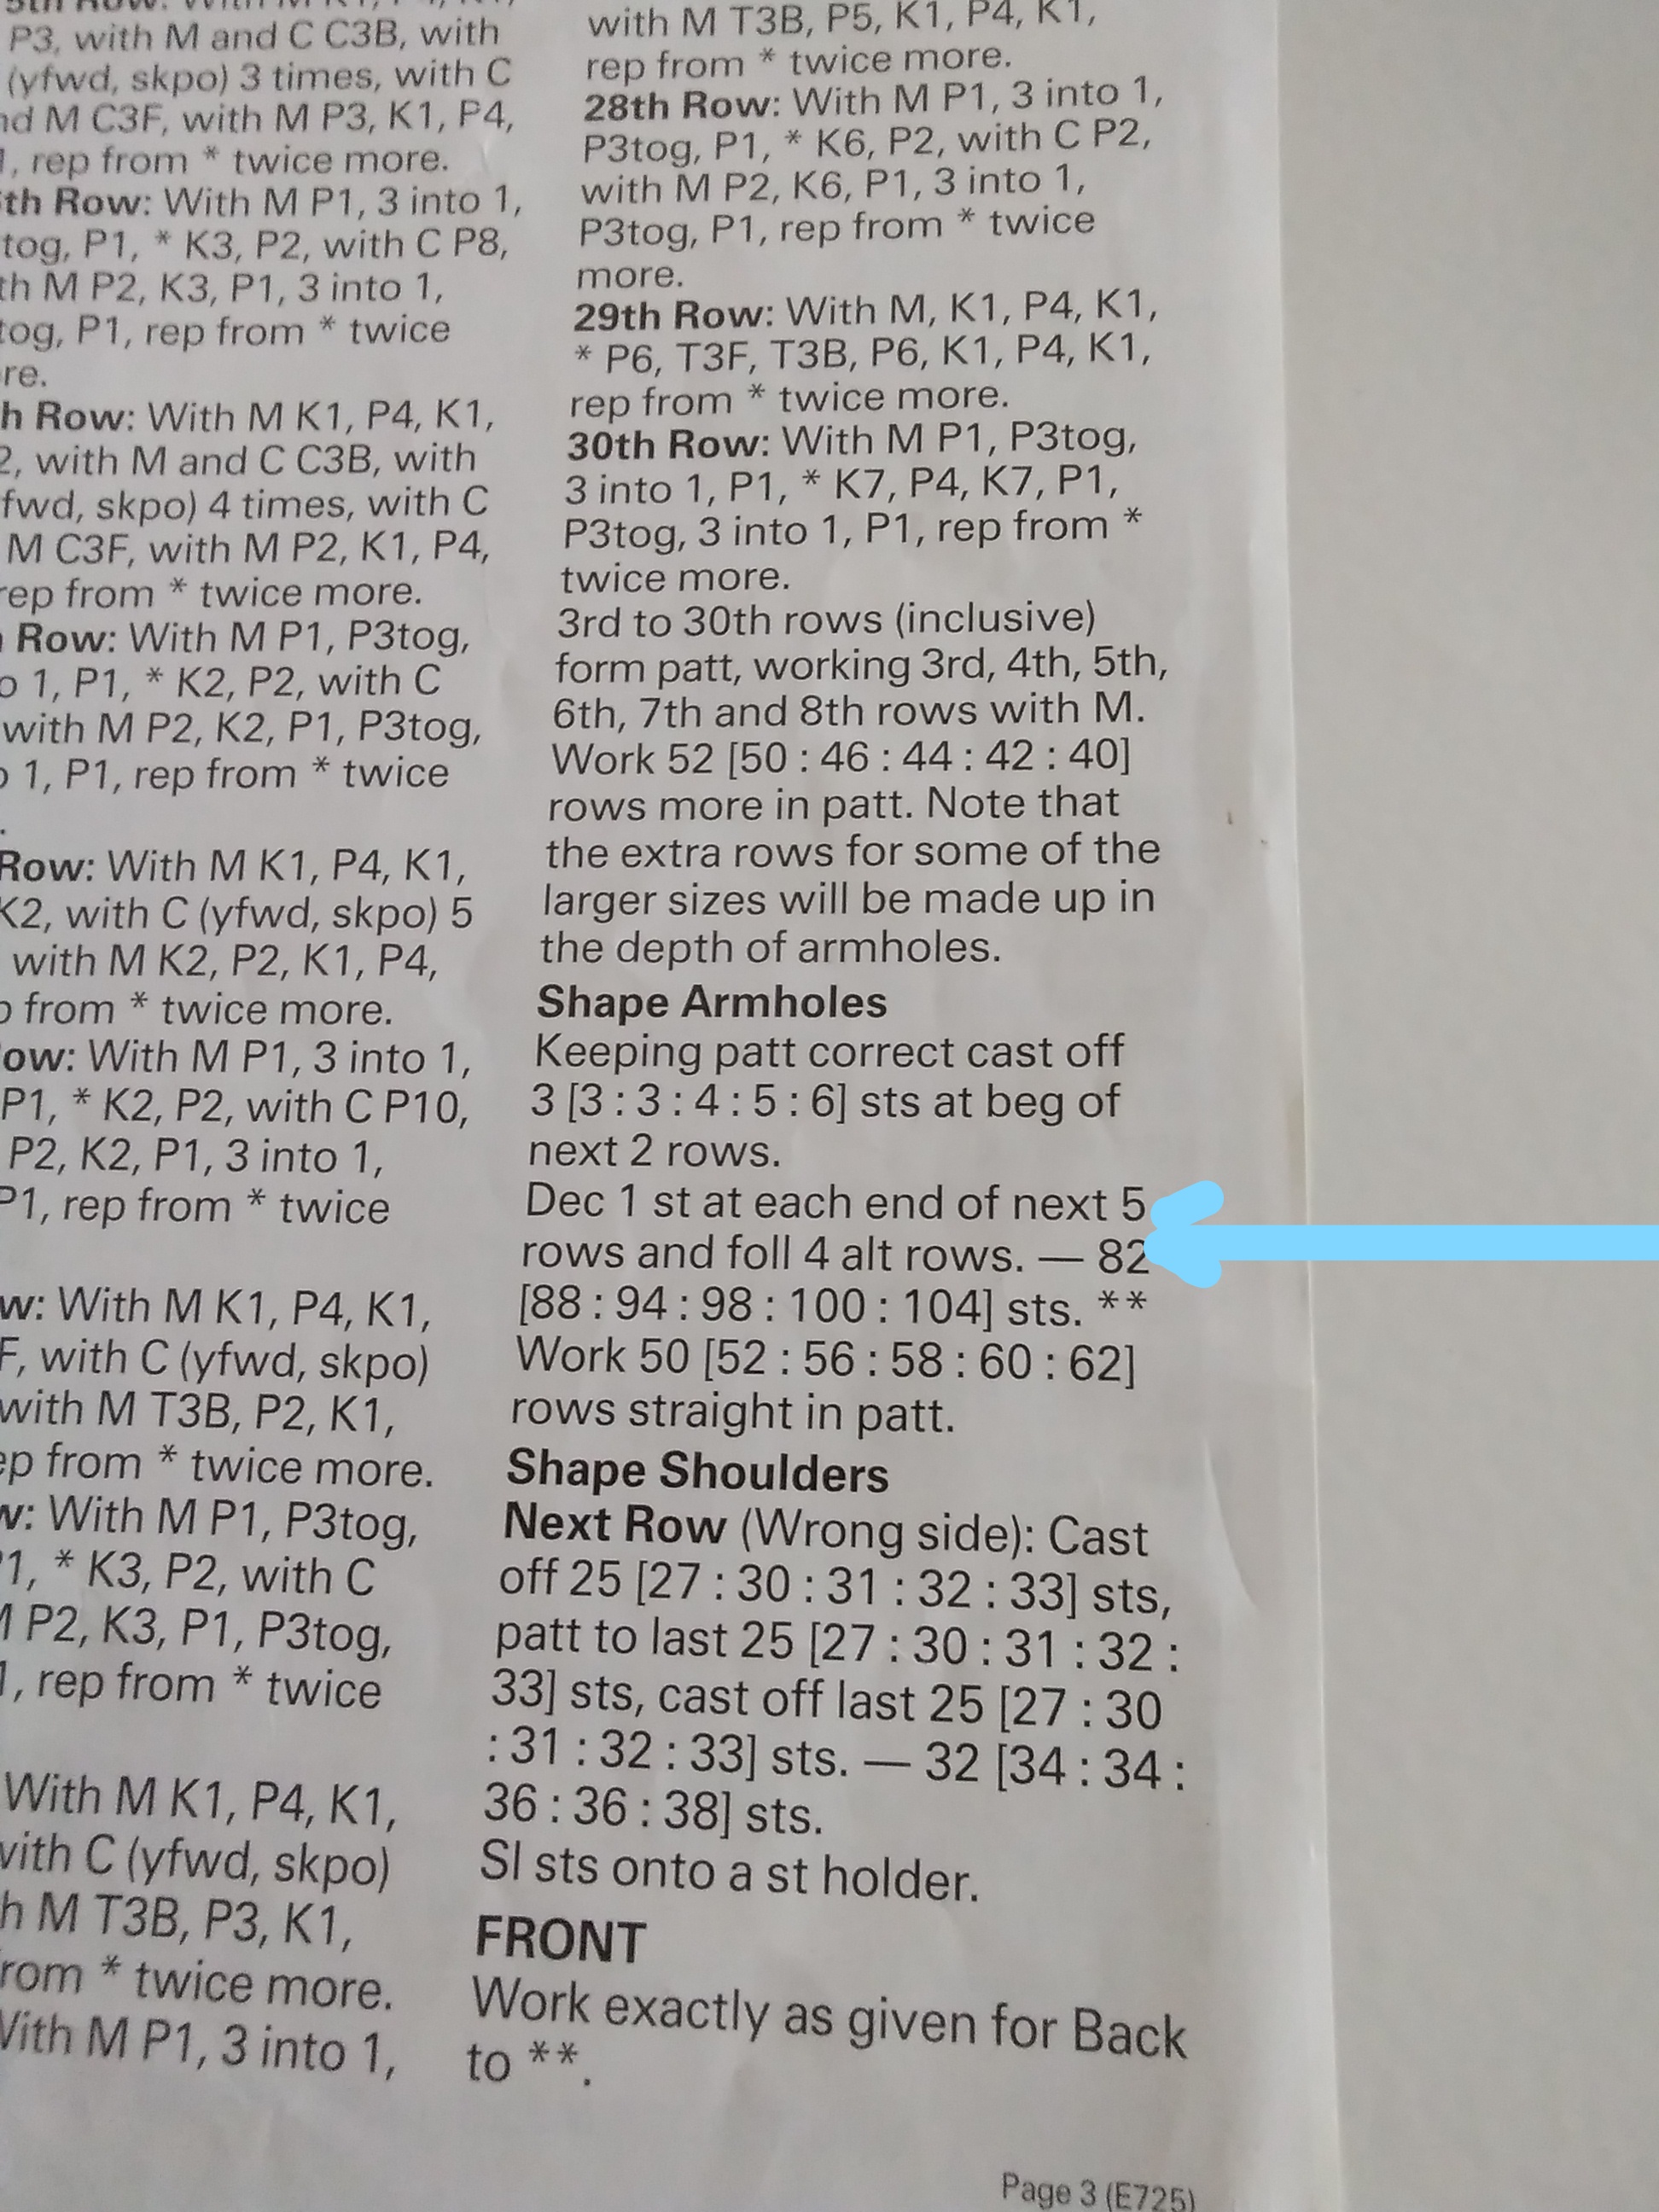 P3, with M and C C3B, with
(yfwd, skpo) 3 times, with C
M C3F, with M P3, K1, P4,
, rep from * twice more.
th Row: With M P1, 3 into 1,
tog, P1, * K3, P2, with C P8,
M P2, K3, P1, 3 into 1,
tog, P1, rep from * twice
re.
h Row: With M K1, P4, K1,
2, with M and C C3B, with
fwd, skpo) 4 times, with C
M C3F, with M P2, K1, P4,
rep from * twice more.
Row: With M P1, P3tog,
o 1, P1, * K2, P2, with C
with M P2, K2, P1, P3tog,
o 1, P1, rep from * twice
.
Row: With M K1, P4, K1,
K2, with C (yfwd, skpo) 5
with M K2, P2, K1, P4,
from * twice more.
ow: With M P1, 3 into 1,
P1, * K2, P2, with C P10,
P2, K2, P1, 3 into 1,
P1, rep from * twice
w: With M K1, P4, K1,
F, with C (yfwd, skpo)
with M T3B, P2, K1,
ep from * twice more.
w: With M P1, P3tog,
1, * K3, P2, with C
M P2, K3, P1, P3tog,
, rep from * twice
With M K1, P4, K1,
with C (yfwd, skpo)
h M T3B, P3, K1,
rom * twice more.
With M P1, 3 into 1,
with M T3B, P5, K1, P4, K1,
rep from * twice more.
28th Row: With M P1, 3 into 1,
P3tog, P1, * K6, P2, with C P2,
with M P2, K6, P1, 3 into 1,
P3tog, P1, rep from * twice
more.
29th Row: With M, K1, P4, K1,
* P6, T3F, T3B, P6, K1, P4, K1,
rep from * twice more.
30th Row: With M P1, P3tog,
3 into 1, P1, * K7, P4, K7, P1,
P3tog, 3 into 1, P1, rep from *
twice more.
3rd to 30th rows (inclusive)
form patt, working 3rd, 4th, 5th,
6th, 7th and 8th rows with M.
Work 52 [50 : 46 : 44 : 42 : 40]
rows more in patt. Note that
the extra rows for some of the
larger sizes will be made up in
the depth of armholes.
Shape Armholes
Keeping patt correct cast off
3 [3 : 3 : 4 : 5 : 6] sts at beg of
next 2 rows.
Dec 1 st at each end of next 5
rows and foll 4 alt rows. — 82
[88 : 94 : 98 : 100 : 104] sts. **
Work 50 [52 : 56 : 58 : 60 : 62]
rows straight in patt.
Shape Shoulders
Next Row (Wrong side): Cast
off 25 [27 : 30 : 31 : 32 : 33] sts,
patt to last 25 [27 : 30 : 31 : 32 :
33] sts, cast off last 25 [27 : 30
: 31 : 32 : 33] sts. — 32 [34 : 34 :
36 : 36 : 38] sts.
Sl sts onto a st holder.
FRONT
Work exactly as given for Back
to **.
Page 3 (E725)